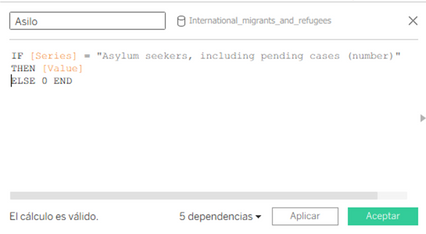 Asilo
International_migrants_and_refugees
IF [Series] = "Asylum seekers, including pending cases (number)"
THEN [Value]
ELSE 0 END
El cálculo es válido.
5 dependencias
Aplicar
Aceptar